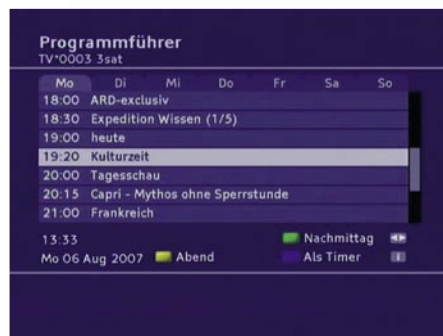 Programmführer
TV*0003 3sat
Mo Di Mi Do Fr Sa So
18:00 ARD-exclusiv
18:30 Expedition Wissen (1/5)
19:00 heute
19:20 Kulturzeit
20:00 Tagesschau
20:15 Capri - Mythos ohne Sperrstunde
21:00 Frankreich
13:33 Nachmittag
Mo 06 Aug 2007 Abend Als Timer i